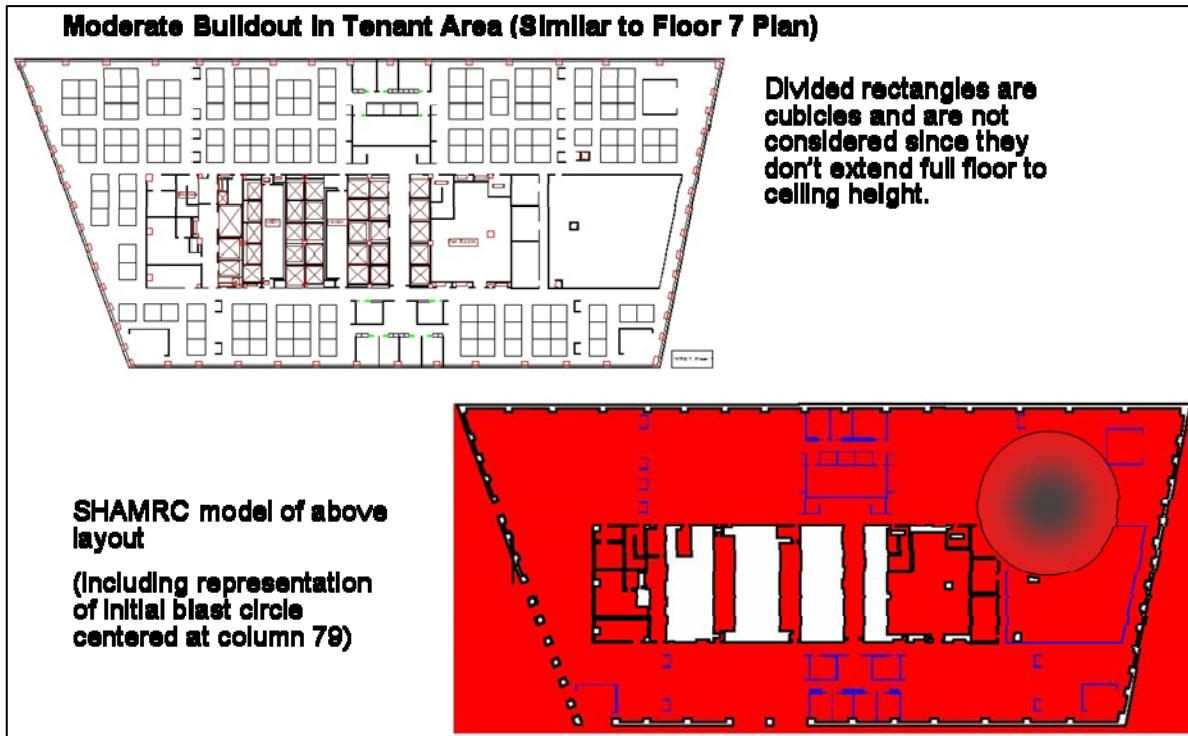 Moderate Buildout in Tenant Area (Similar to Floor 7 Plan)
Divided rectangles are
cubicles and are not
considered since they
don't extend full floor to
ceiling height.
SHAMRC model of above
layout
(Including representation
of initial blast circle
centered at column 79)